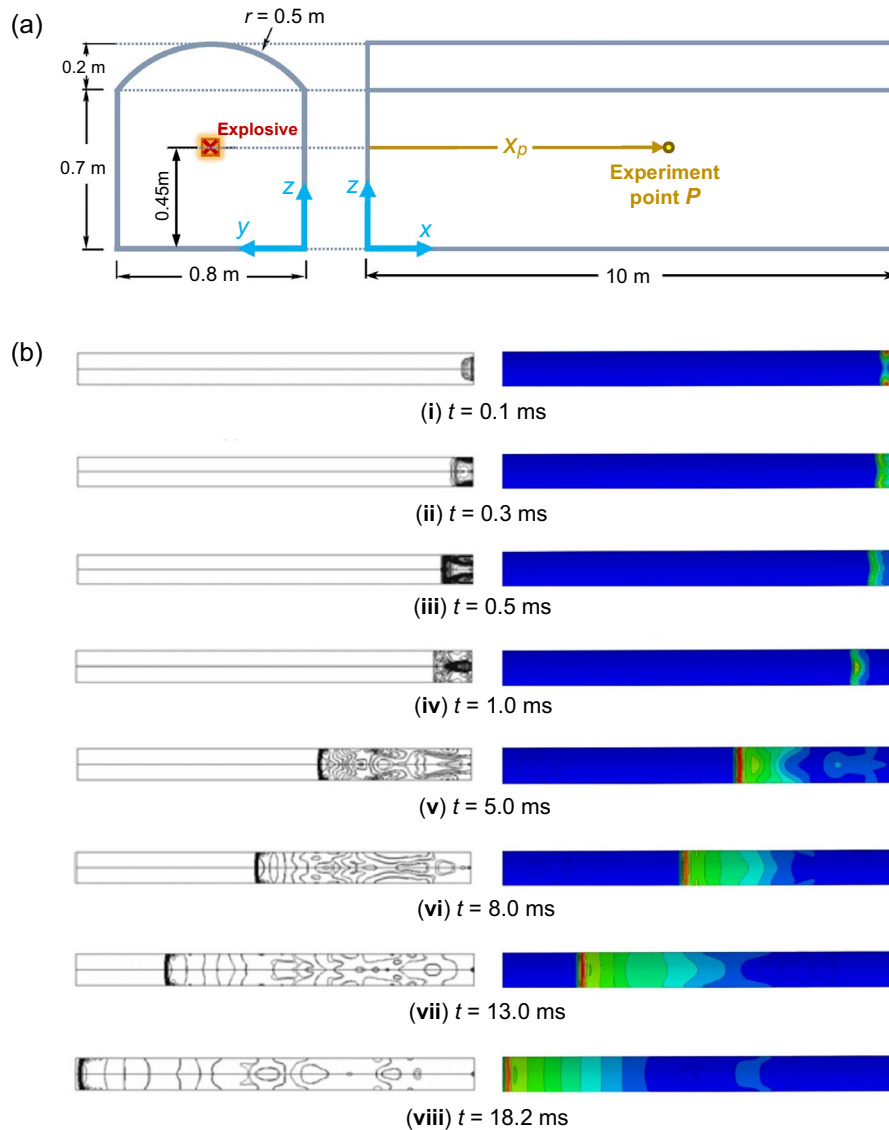 (a)
r = 0.5 m
0.2 m
Explosive
0.7 m
0.45m
z
y
0.8 m
x_p
Experiment
point P
z
x
10 m
(b)
(i) t = 0.1 ms
(ii) t = 0.3 ms
(iii) t = 0.5 ms
(iv) t = 1.0 ms
(v) t = 5.0 ms
(vi) t = 8.0 ms
(vii) t = 13.0 ms
(viii) t = 18.2 ms